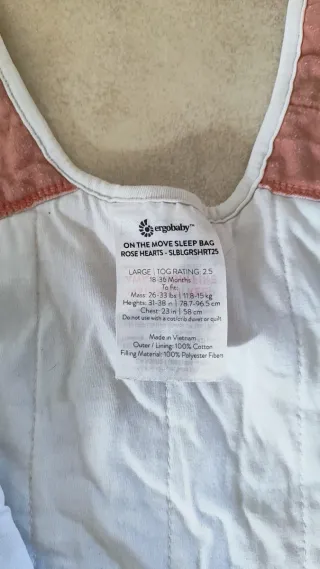 ergobaby™
ON THE MOVE SLEEP BAG
ROSE HEARTS - SLBLGRSHRT25
LARGE | TOG RATING: 2.5
18-36 Months
To fit:
Mass: 26-33 lbs | 11.8-15 kg
Heights: 31-38 in | 78.7-96.5 cm
Chest: 23 in | 58 cm
Do not use with a cot/crib duvet or quilt
Made in Vietnam
Outer / Lining: 100% Cotton
Filling Material: 100% Polyester Fibers